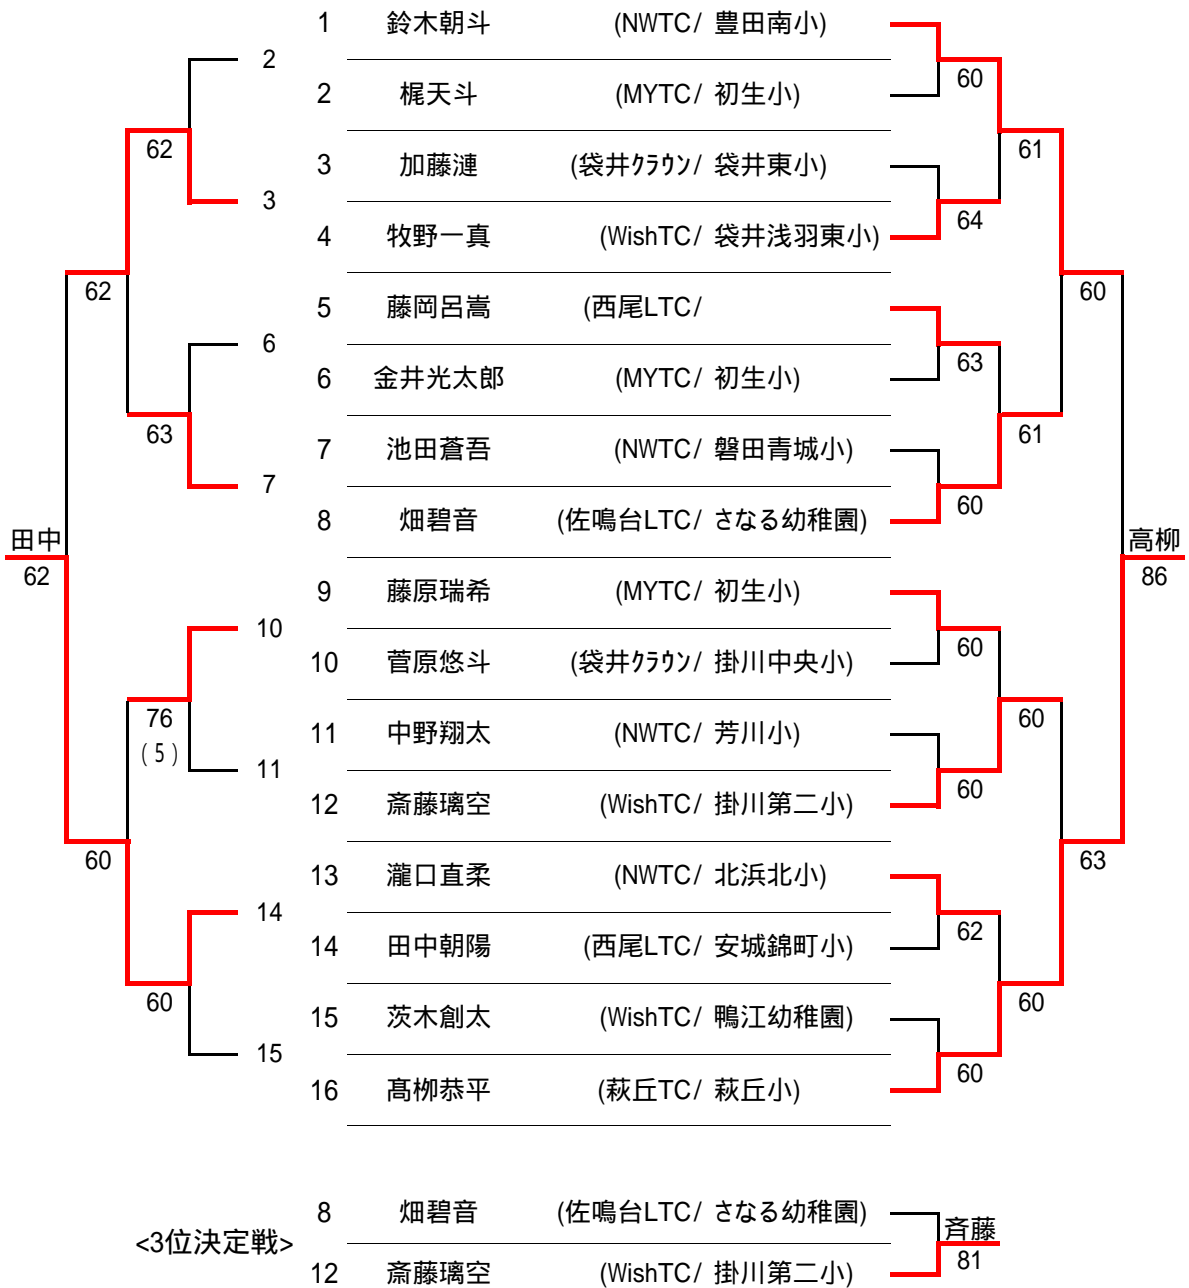 1 鈴木朝斗 (NWTC/ 豊田南小)
2
60
2 梶天斗 (MYTC/ 初生小)
62
61
3 加藤漣 (袋井クラウン/ 袋井東小)
3
64
4 牧野一真 (WishTC/ 袋井浅羽東小)
62
60
5 藤岡呂嵩 (西尾LTC/
6
63
6 金井光太郎 (MYTC/ 初生小)
63
61
7 池田蒼吾 (NWTC/ 磐田青城小)
7
60
8 畑碧音 (佐鳴台LTC/ さなる幼稚園)
田中
高柳
62
86
9 藤原瑞希 (MYTC/ 初生小)
10
60
10 菅原悠斗 (袋井クラウン/ 掛川中央小)
76
(5)
60
11 中野翔太 (NWTC/ 芳川小)
11
60
12 斎藤璃空 (WishTC/ 掛川第二小)
60
63
13 瀧口直柔 (NWTC/ 北浜北小)
14
62
14 田中朝陽 (西尾LTC/ 安城錦町小)
60
60
15 茨木創太 (WishTC/ 鴨江幼稚園)
15
60
16 髙栁恭平 (萩丘TC/ 萩丘小)
<3位決定戦>
8 畑碧音 (佐鳴台LTC/ さなる幼稚園)
斉藤
81
12 斎藤璃空 (WishTC/ 掛川第二小)